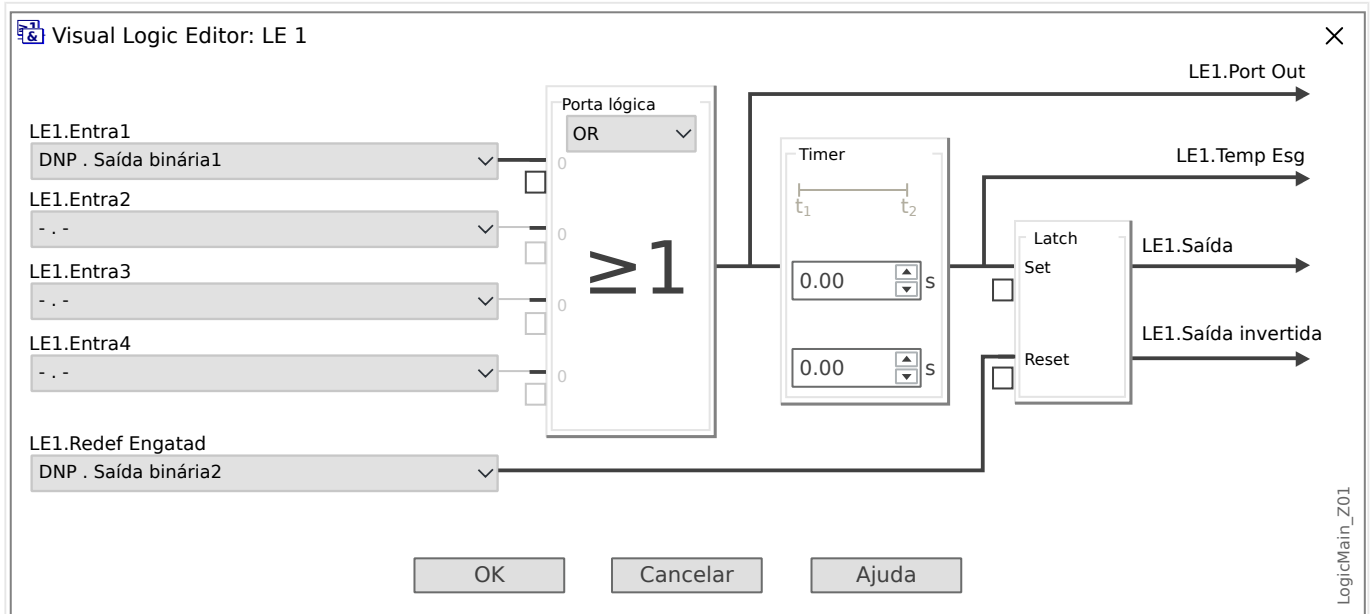 ≥1
&
Visual Logic Editor: LE 1
LE1.Port Out
Porta lógica
OR
LE1.Entra1
DNP . Saída binária1
0
Timer
LE1.Temp Esg
t1
t2
LE1.Entra2
- . -
0
≥1
Latch
Set
LE1.Saída
LE1.Entra3
- . -
0
0.00
s
LE1.Entra4
- . -
0
0.00
s
Reset
LE1.Saída invertida
LE1.Redef Engatad
DNP . Saída binária2
OK
Cancelar
Ajuda
LogicMain_Z01